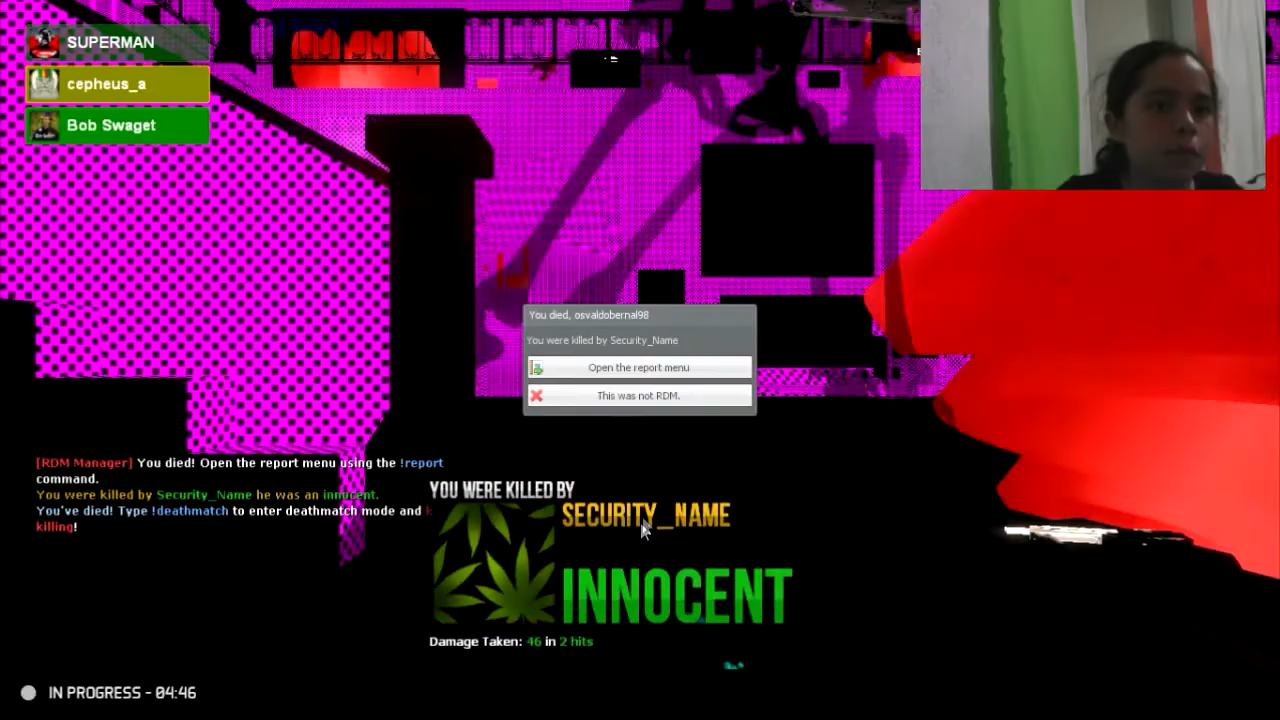 SUPERMAN
cepheus_a
Bob Swaget
You died, osvaldobernal98
You were killed by Security_Name
Open the report menu
This was not RDM.
[RDM Manager] You died! Open the report menu using the !report
command.
You were killed by Security_Name he was an innocent.
You've died! Type !deathmatch to enter deathmatch mode and k
killing!
YOU WERE KILLED BY
SECURITY_NAME
INNOCENT
Damage Taken: 46 in 2 hits
IN PROGRESS - 04:46